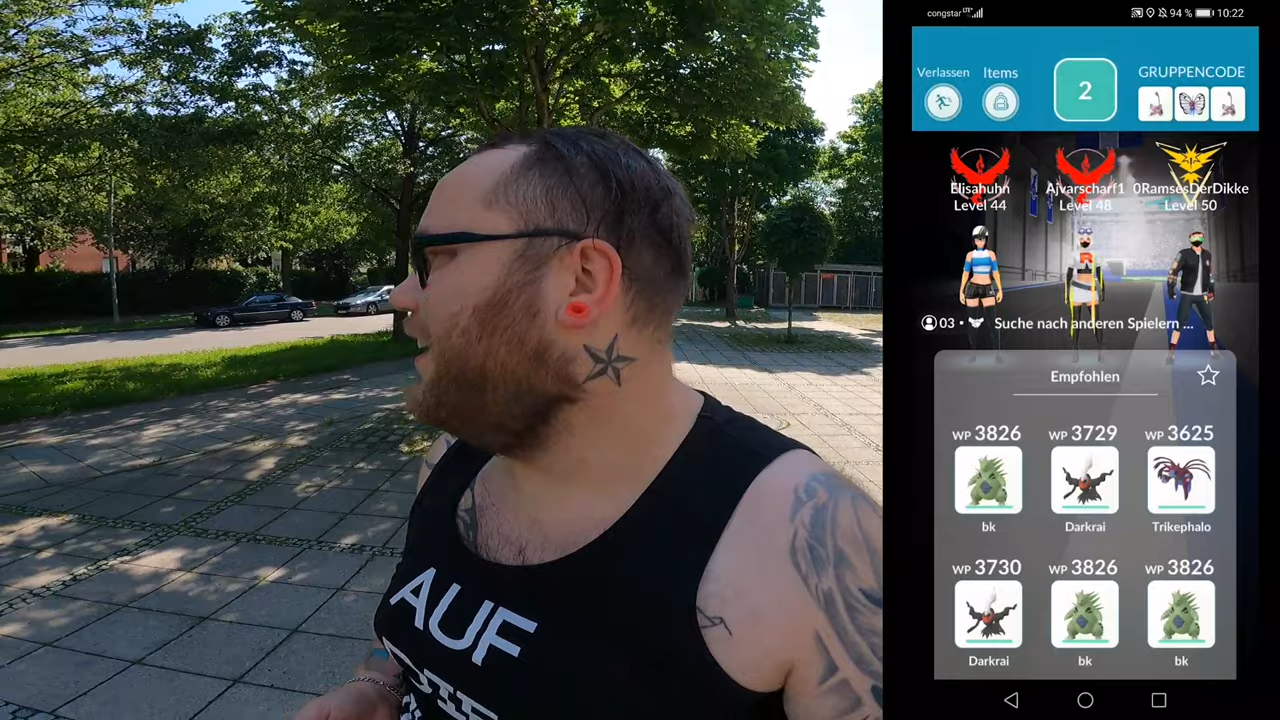 AUF
congstar
94 % 10:22
Verlassen Items
2
GRUPPENCODE
Elisahuhn Ajvarscharf1 0RamsesDerDikke
Level 44 Level 48 Level 50
03 • Suche nach anderen Spielern ...
Empfohlen
WP 3826 WP 3729 WP 3625
bk Darkrai Trikephalo
WP 3730 WP 3826 WP 3826
Darkrai bk bk